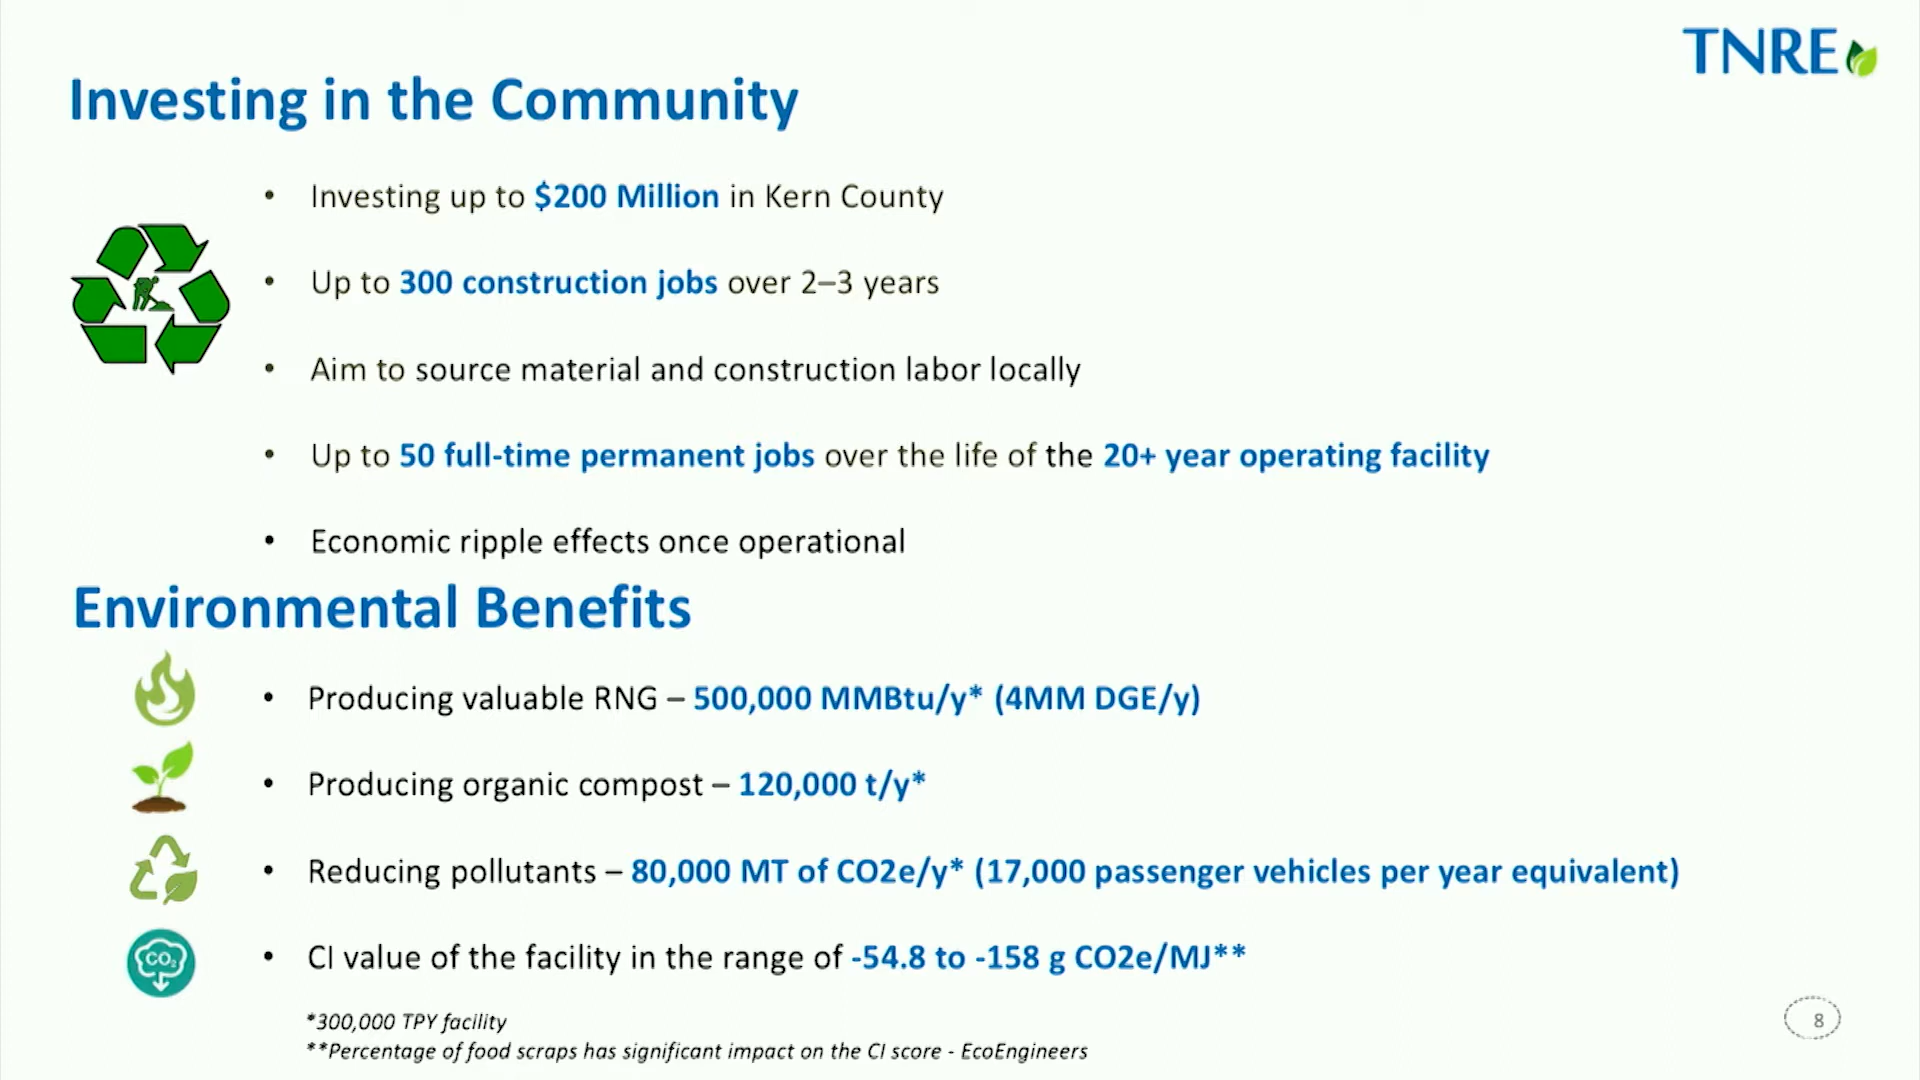 TNRE
Investing in the Community
• Investing up to $200 Million in Kern County
• Up to 300 construction jobs over 2–3 years
• Aim to source material and construction labor locally
• Up to 50 full-time permanent jobs over the life of the 20+ year operating facility
• Economic ripple effects once operational
Environmental Benefits
• Producing valuable RNG – 500,000 MMBtu/y* (4MM DGE/y)
• Producing organic compost – 120,000 t/y*
• Reducing pollutants – 80,000 MT of CO2e/y* (17,000 passenger vehicles per year equivalent)
CO₂
• CI value of the facility in the range of -54.8 to -158 g CO2e/MJ**
*300,000 TPY facility
**Percentage of food scraps has significant impact on the CI score - EcoEngineers
8